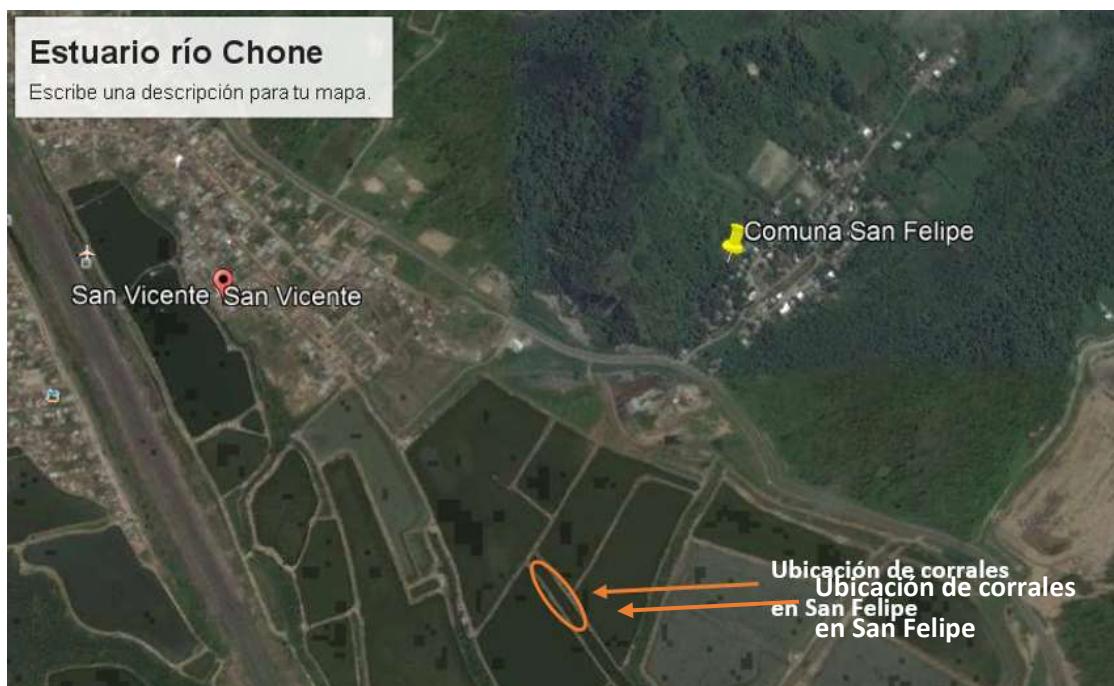 Estuario río Chone
Escribe una descripción para tu mapa.
Comuna San Felipe
San Vicente San Vicente
Ubicación de corrales
en San Felipe
Ubicación de corrales
en San Felipe